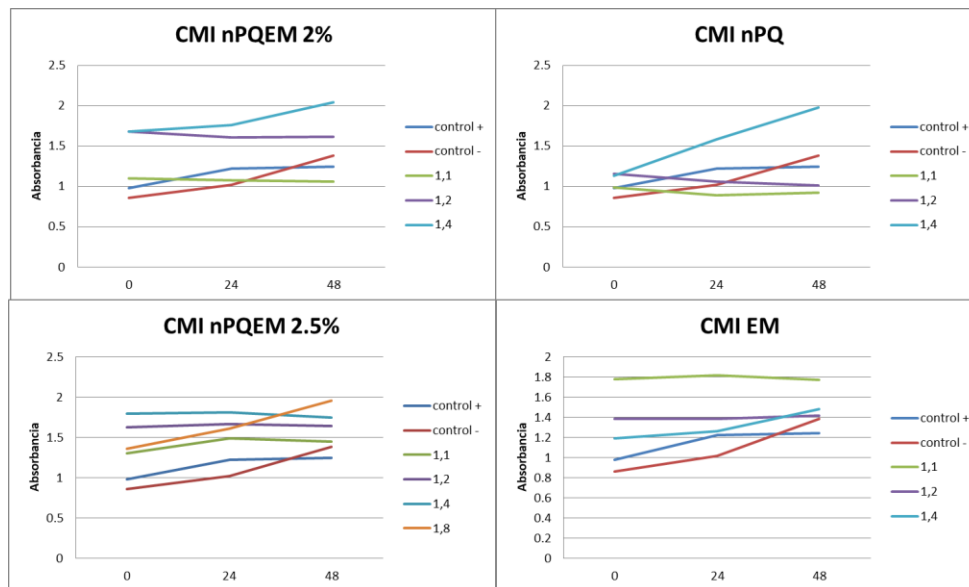 CMI nPQEM 2%
2.5
2
1.5
1
0.5
0
Absorbancia
0 24 48
control +
control -
1,1
1,2
1,4
CMI nPQ
2.5
2
1.5
1
0.5
0
Absorbancia
0 24 48
control +
control -
1,1
1,2
1,4
CMI nPQEM 2.5%
2.5
2
1.5
1
0.5
0
Absorbancia
0 24 48
control +
control -
1,1
1,2
1,4
1,8
CMI EM
2
1.8
1.6
1.4
1.2
1
0.8
0.6
0.4
0.2
0
Absorbancia
0 24 48
control +
control -
1,1
1,2
1,4